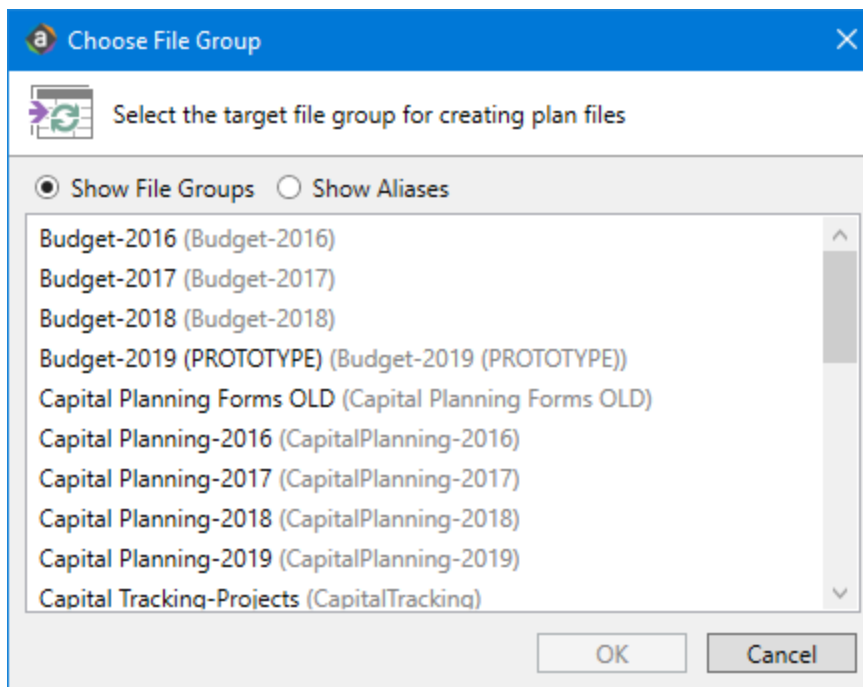 Choose File Group
Select the target file group for creating plan files
Show File Groups Show Aliases
Budget-2016 (Budget-2016)
Budget-2017 (Budget-2017)
Budget-2018 (Budget-2018)
Budget-2019 (PROTOTYPE) (Budget-2019 (PROTOTYPE))
Capital Planning Forms OLD (Capital Planning Forms OLD)
Capital Planning-2016 (CapitalPlanning-2016)
Capital Planning-2017 (CapitalPlanning-2017)
Capital Planning-2018 (CapitalPlanning-2018)
Capital Planning-2019 (CapitalPlanning-2019)
Capital Tracking-Projects (CapitalTracking)
OK Cancel